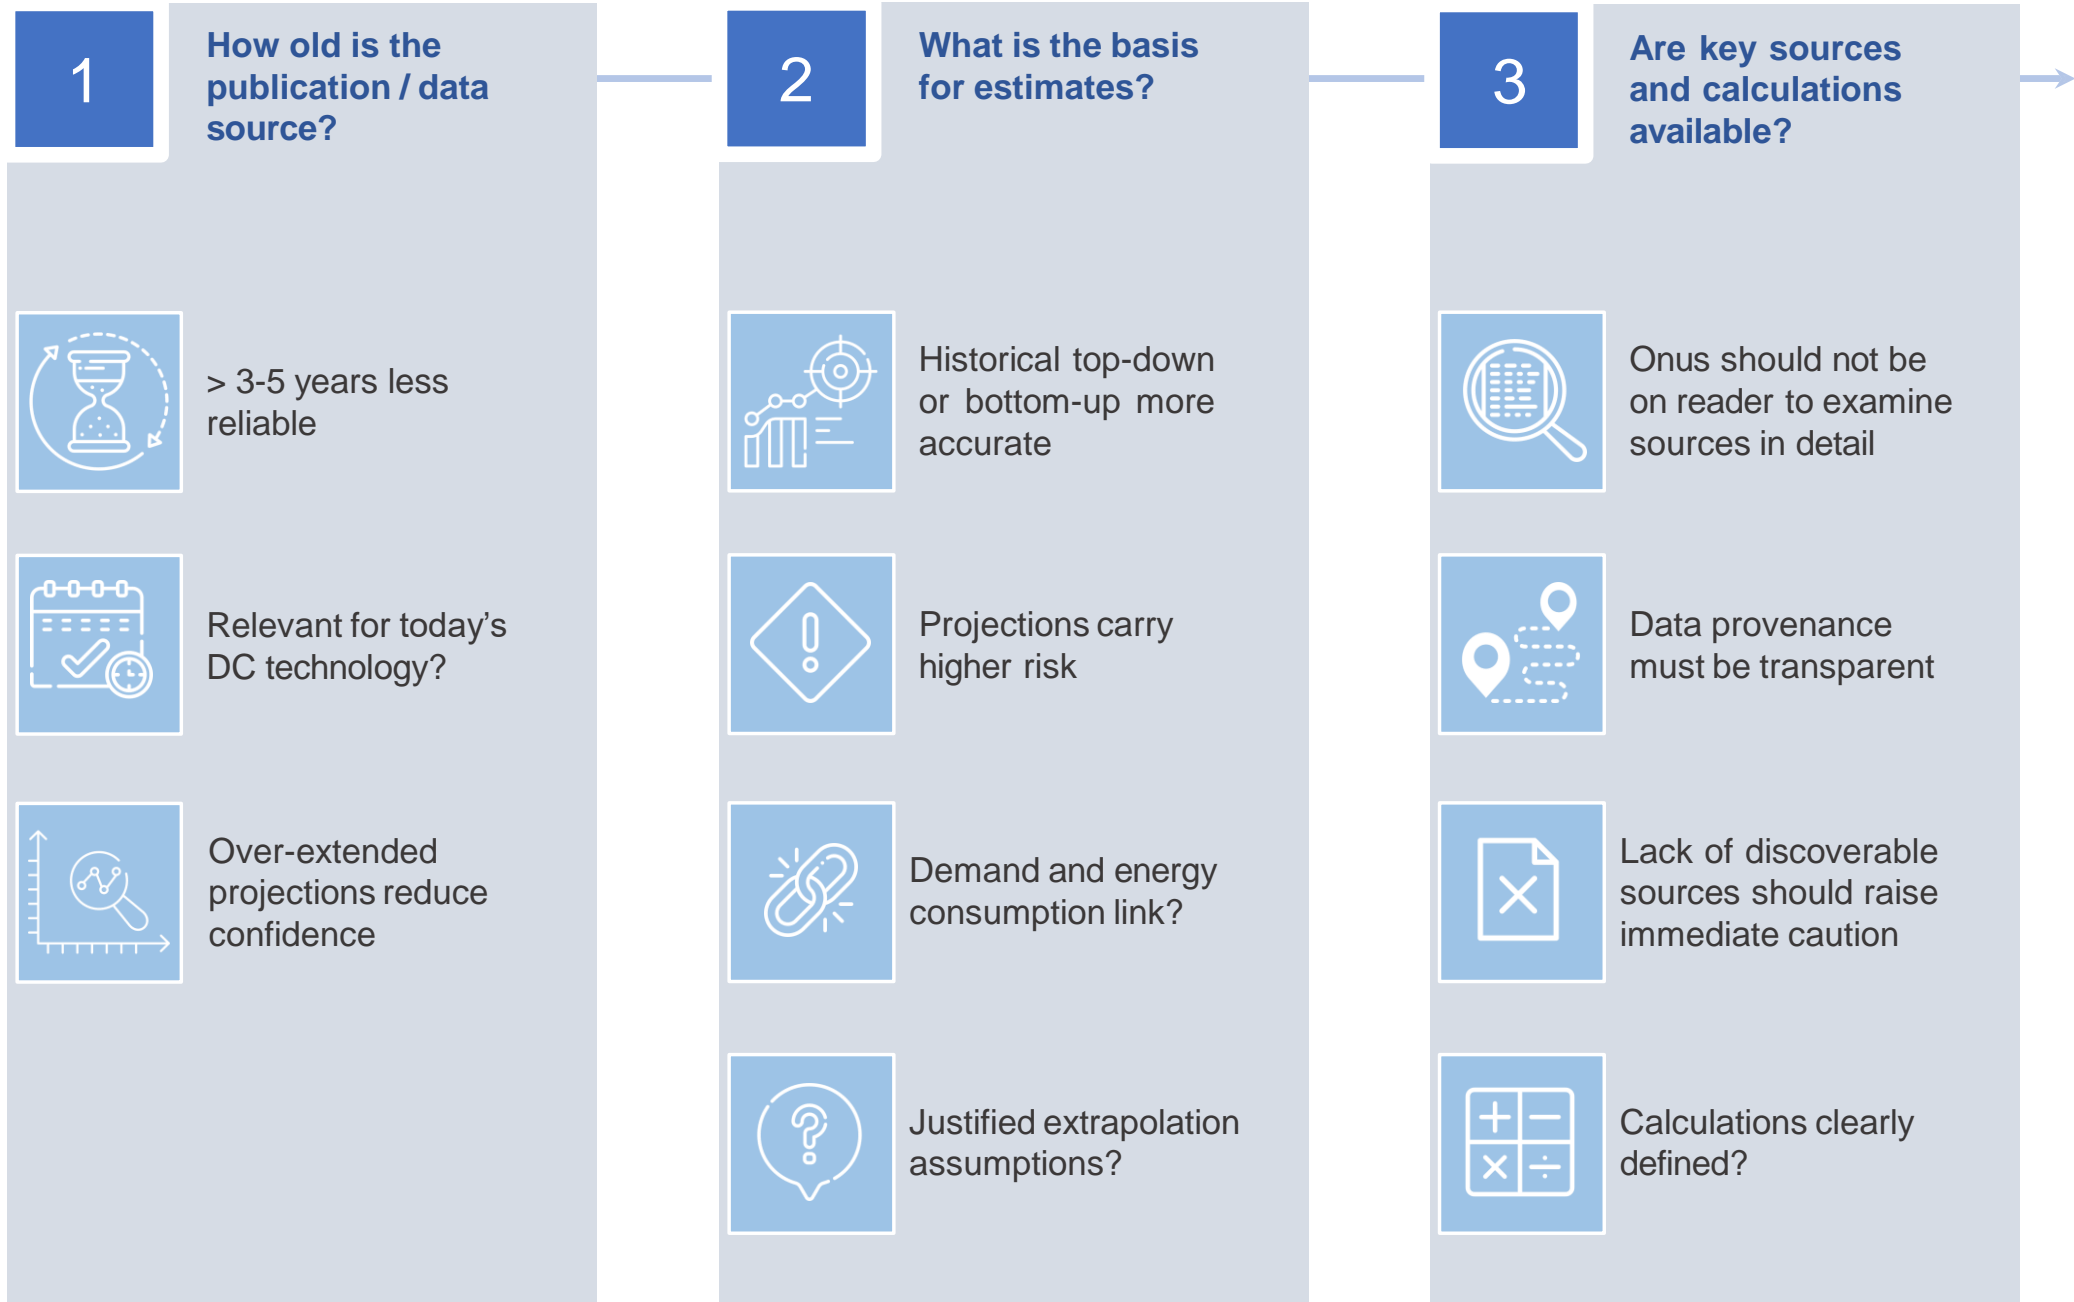 1
How old is the
publication / data
source?
> 3-5 years less
reliable
Relevant for today’s
DC technology?
Over-extended
projections reduce
confidence
2
What is the basis
for estimates?
Historical top-down
or bottom-up more
accurate
Projections carry
higher risk
Demand and energy
consumption link?
Justified extrapolation
assumptions?
3
Are key sources
and calculations
available?
Onus should not be
on reader to examine
sources in detail
Data provenance
must be transparent
Lack of discoverable
sources should raise
immediate caution
Calculations clearly
defined?